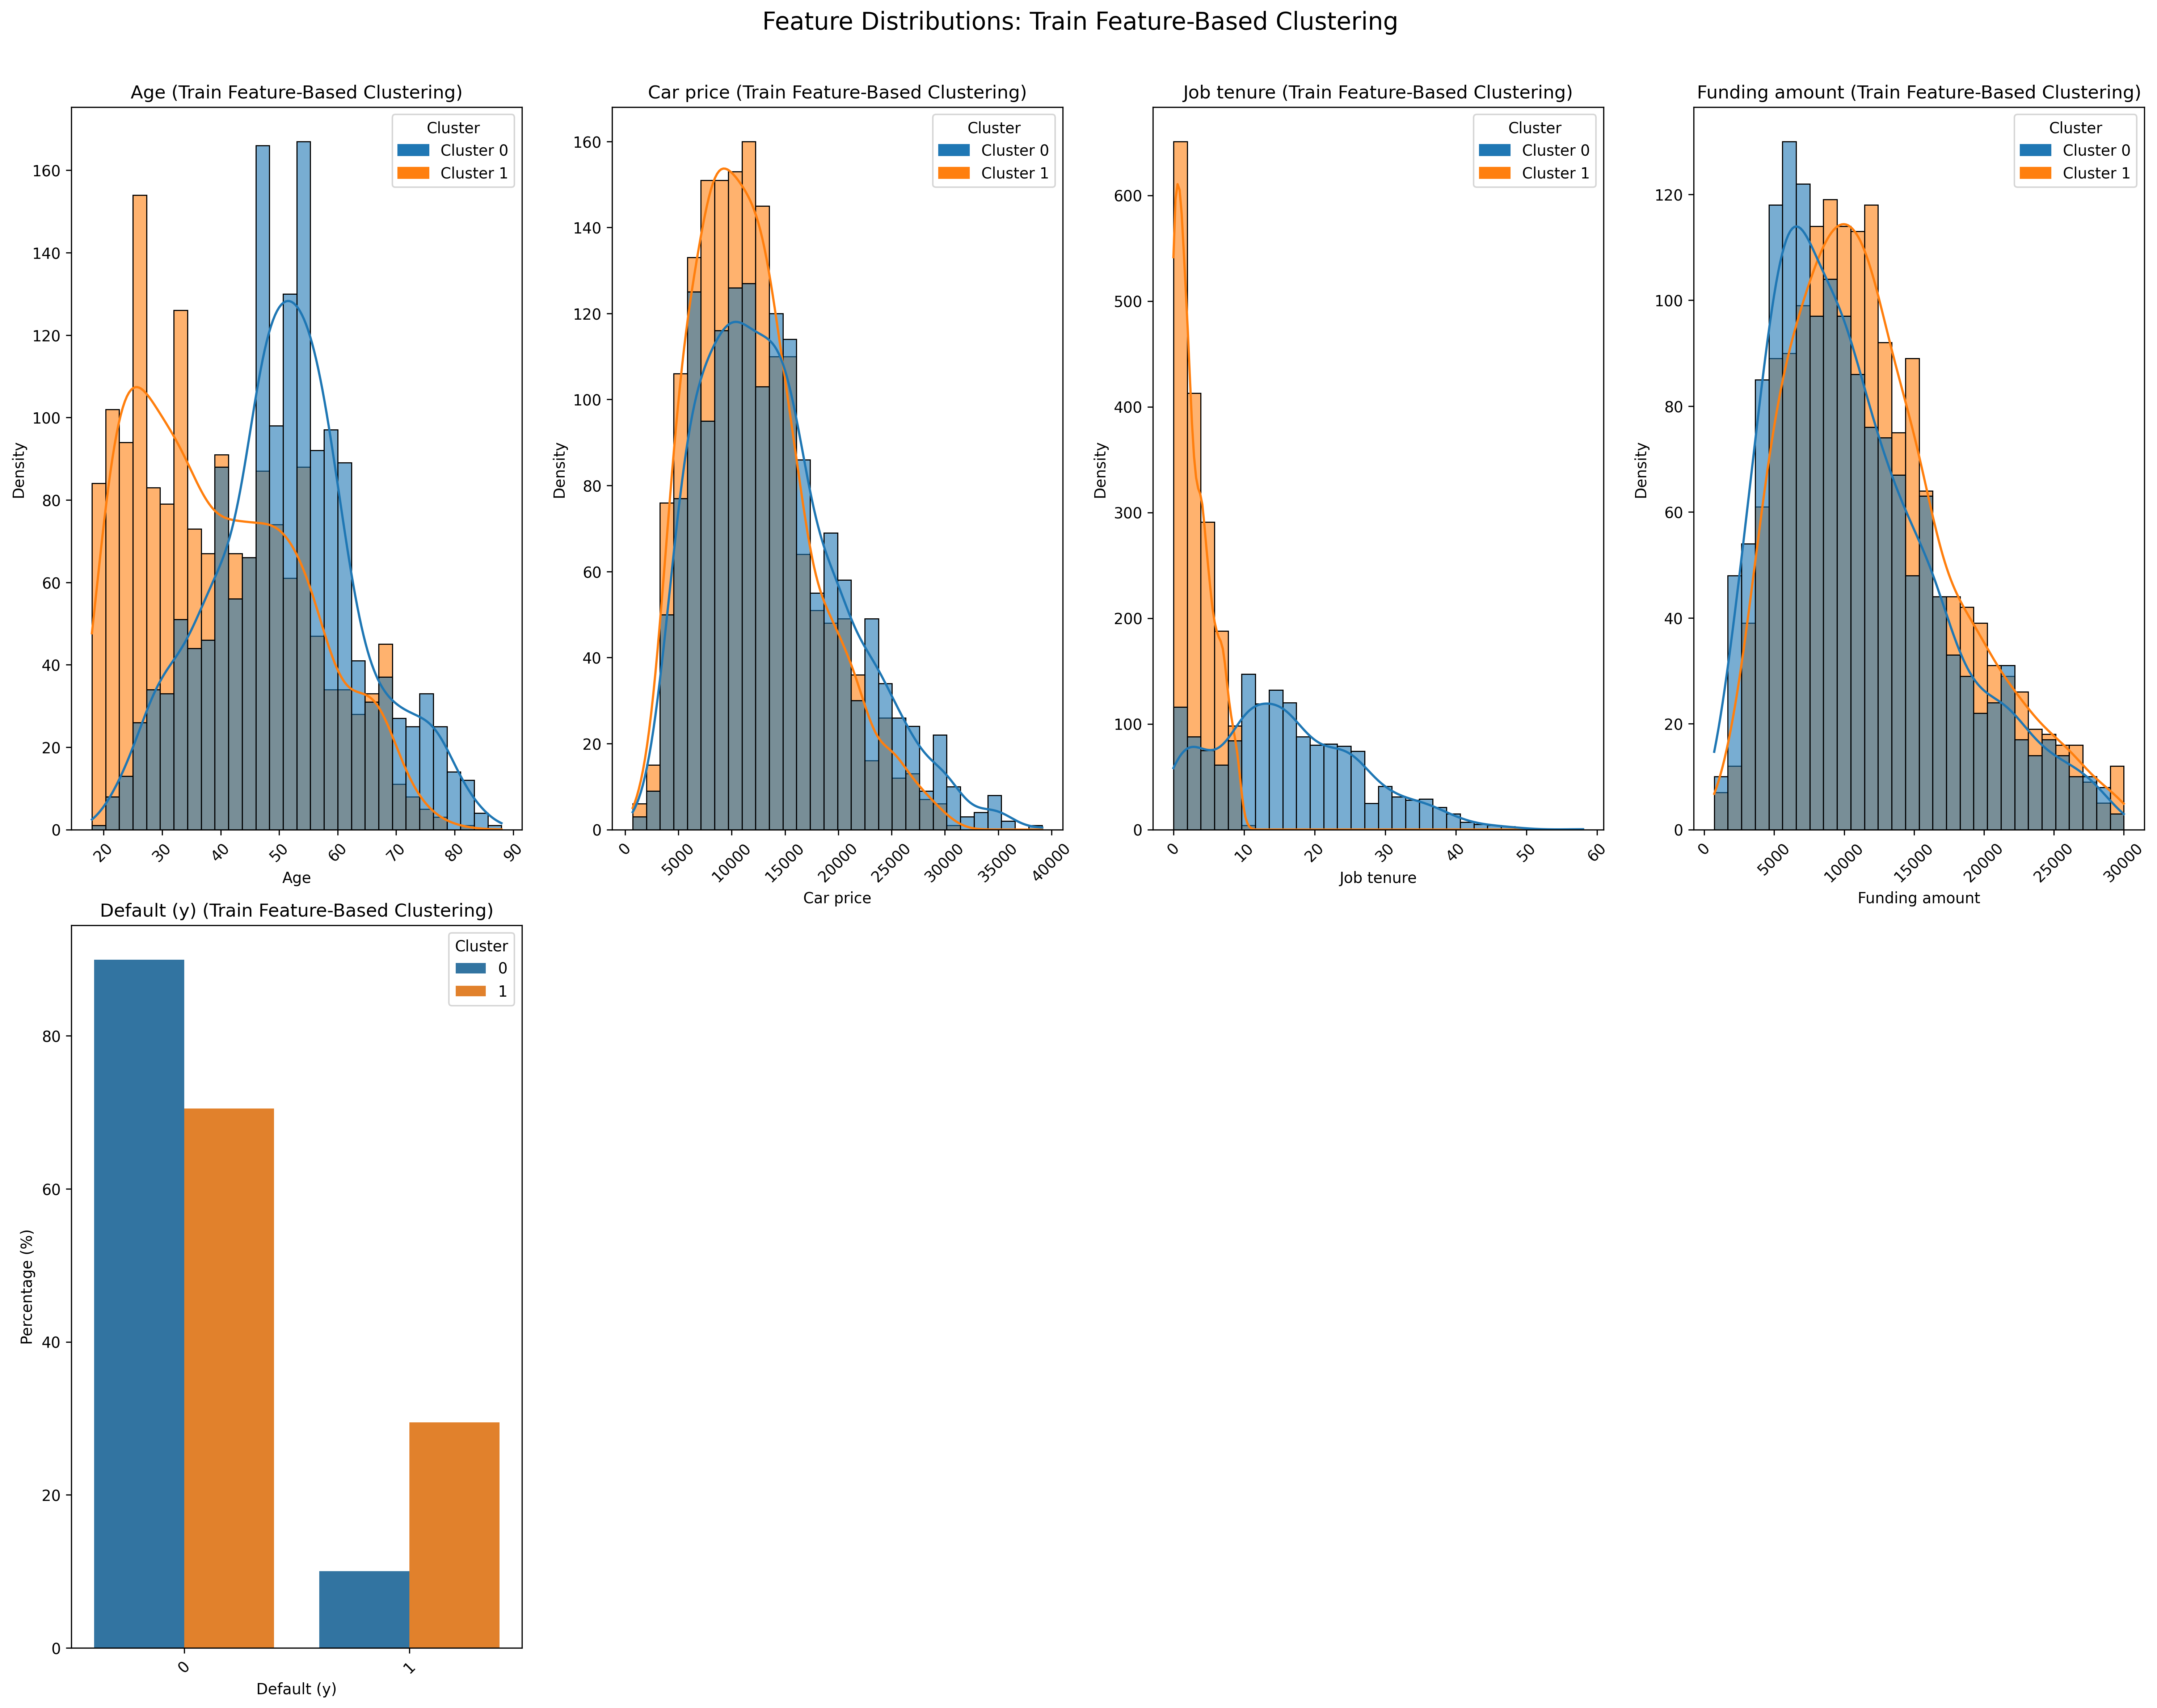 Feature Distributions: Train Feature-Based Clustering
Age (Train Feature-Based Clustering)
Density
160
140
120
100
80
60
40
20
0
20
30
40
50
60
70
80
90
Age
Cluster
Cluster 0
Cluster 1
Car price (Train Feature-Based Clustering)
Density
160
140
120
100
80
60
40
20
0
0
5000
10000
15000
20000
25000
30000
35000
40000
Car price
Cluster
Cluster 0
Cluster 1
Job tenure (Train Feature-Based Clustering)
Density
600
500
400
300
200
100
0
0
10
20
30
40
50
60
Job tenure
Cluster
Cluster 0
Cluster 1
Funding amount (Train Feature-Based Clustering)
Density
120
100
80
60
40
20
0
0
5000
10000
15000
20000
25000
30000
Funding amount
Cluster
Cluster 0
Cluster 1
Default (y) (Train Feature-Based Clustering)
Percentage (%)
80
60
40
20
0
0
1
Default (y)
Cluster
0
1